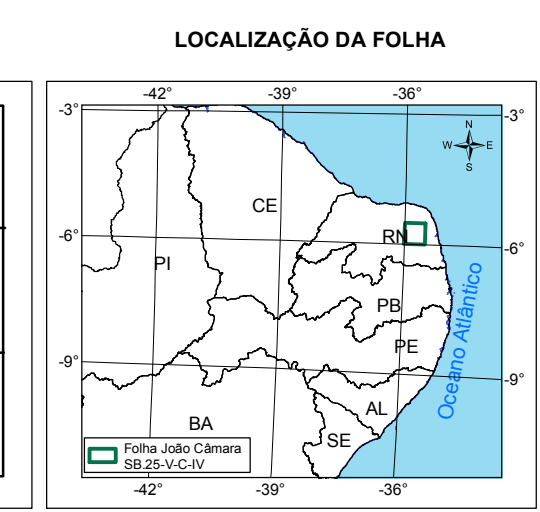 LOCALIZAÇÃO DA FOLHA
-42° -39° -36°
-3° -3°
N
W E
S
CE
RN
-6° -6°
PI
PB
PE
Oceano Atlântico
-9° -9°
AL
BA
SE
Folha João Câmara
SB.25-V-C-IV
-42° -39° -36°